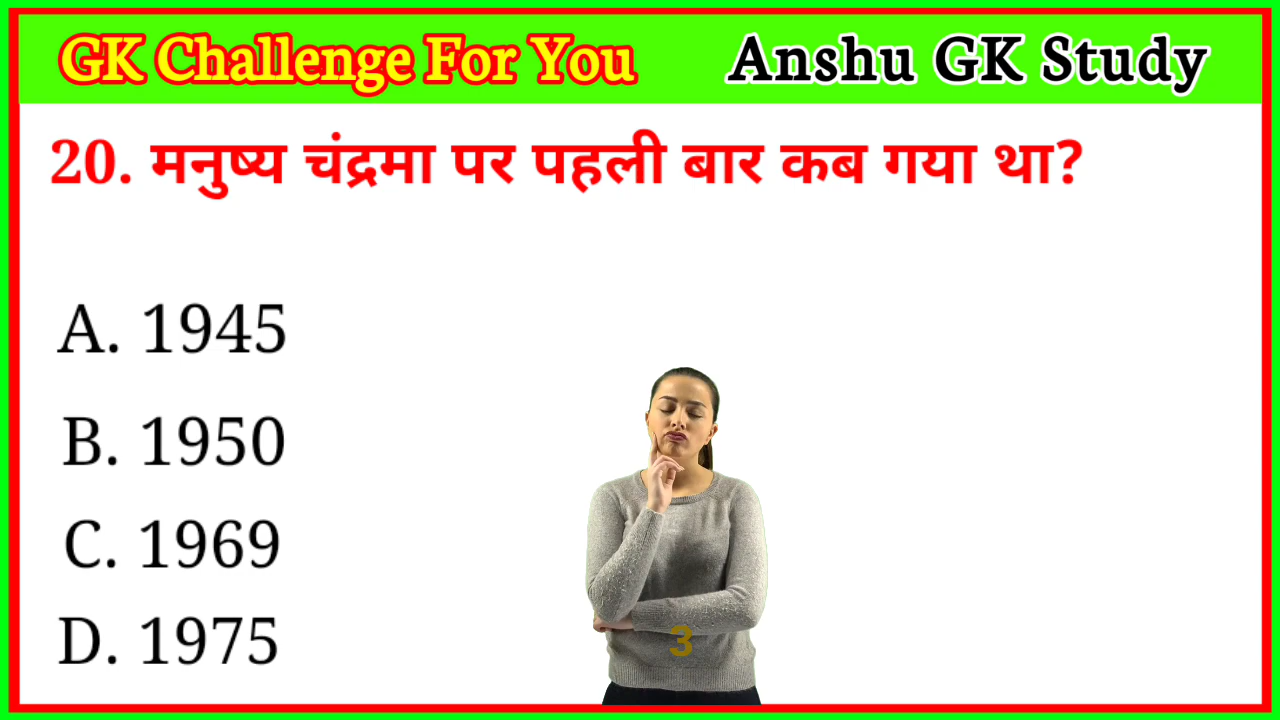 GK Challenge For You Anshu GK Study
20. मनुष्य चंद्रमा पर पहली बार कब गया था?
A. 1945
B. 1950
C. 1969
D. 1975
3